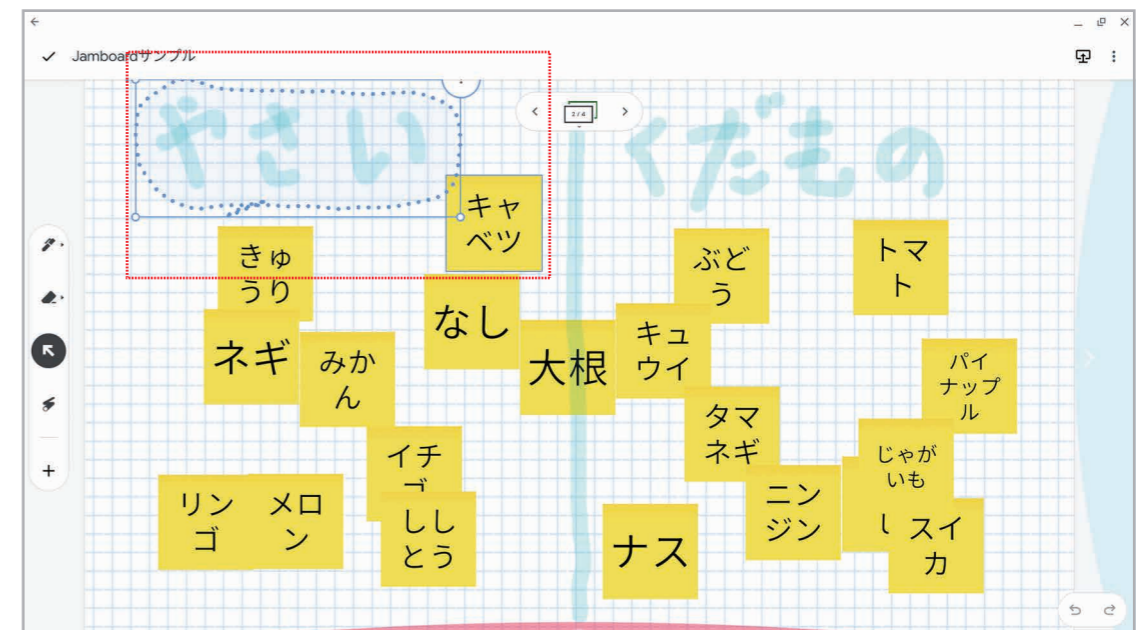 Jamboardサンプル
2/4
やさい
くだもの
キャ
ベツ
きゅ
うり
ぶど
う
トマ
ト
ネギ
みか
ん
なし
大根
キュ
ウイ
パイ
ナップ
ル
タマ
ネギ
イチ
ゴ
じゃが
いも
リン
ゴ
メロ
ン
しし
とう
ナス
ニン
ジン
し
スイ
カ